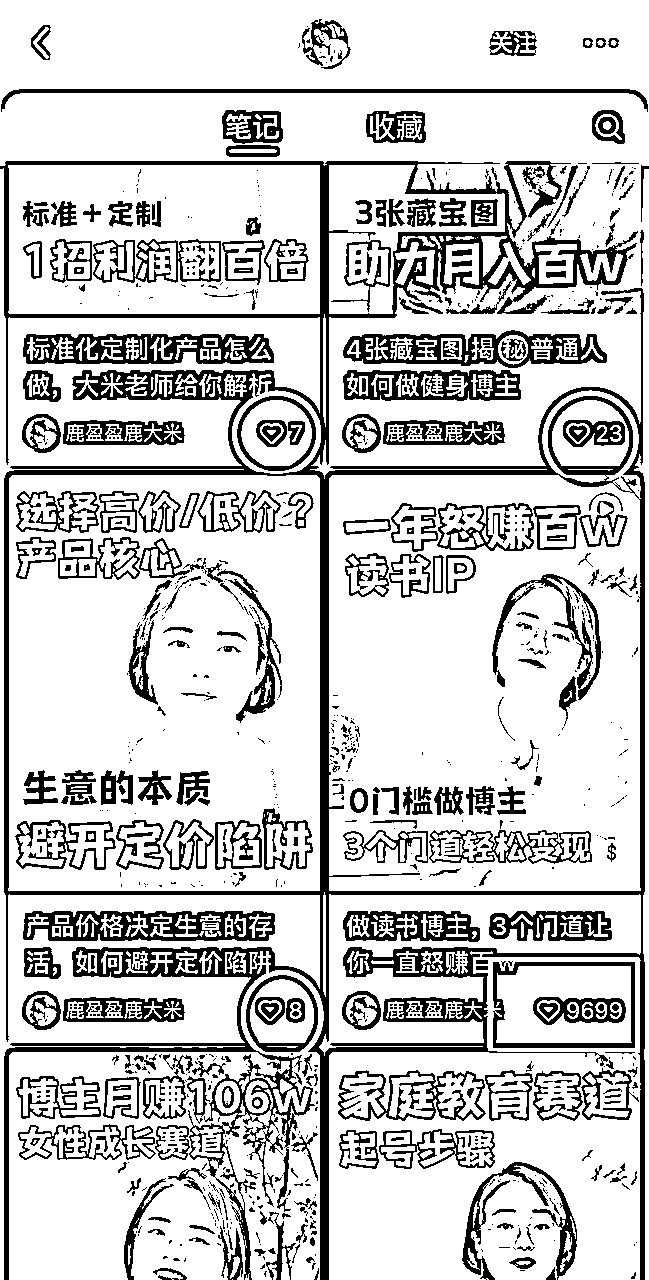 关注
笔记
收藏
标准＋定制
1招利润翻百倍
标准化定制化产品怎么
做，大米老师给你解析
鹿盈盈鹿大米
7
3张藏宝图
助力月入百w
4张藏宝图,揭㊙普通人
如何做健身博主
鹿盈盈鹿大米
23
选择高价/低价？
产品核心
生意的本质
避开定价陷阱
产品价格决定生意的存
活，如何避开定价陷阱
鹿盈盈鹿大米
8
一年怒赚百w
读书IP
0门槛做博主
3个门道轻松变现
$
做读书博主，3个门道让
你一直怒赚百w
鹿盈盈鹿大米
9699
博主月赚106w
女性成长赛道
家庭教育赛道
起号步骤